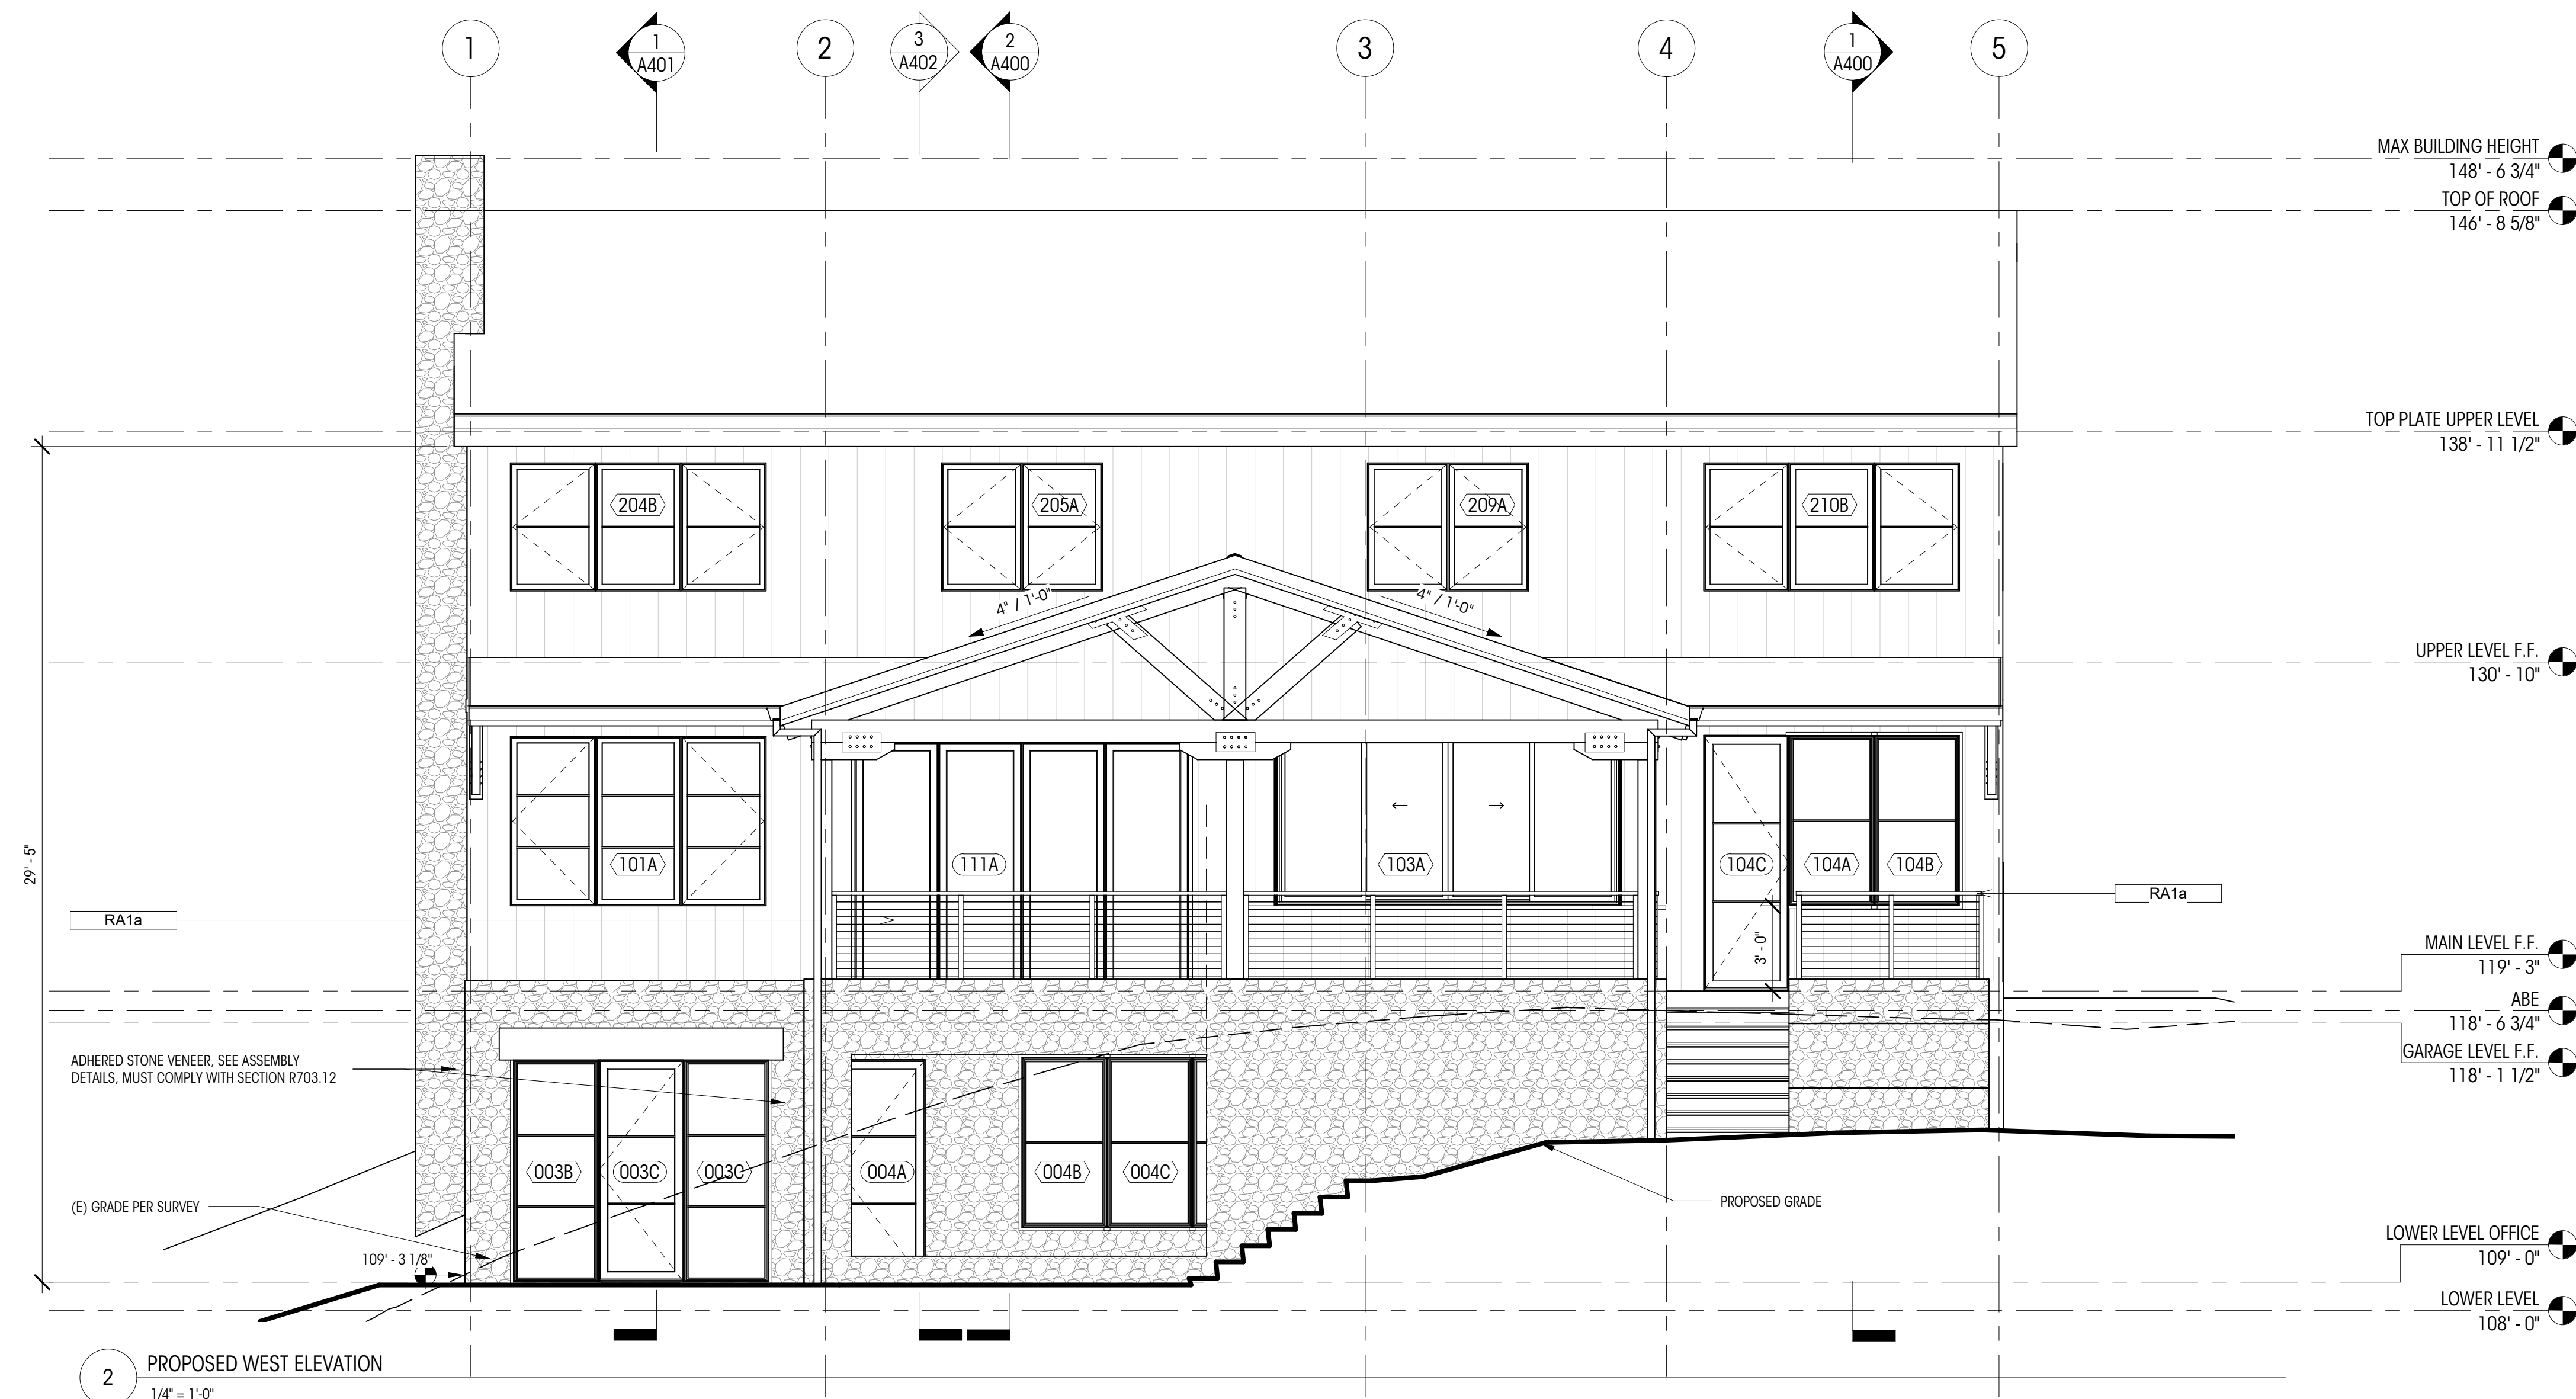 1
1
A401
2
3
A402
2
A400
3
4
1
A400
5
MAX BUILDING HEIGHT
148' - 6 3/4"
TOP OF ROOF
146' - 8 5/8"
TOP PLATE UPPER LEVEL
138' - 11 1/2"
204B
205A
209A
210B
4" / 1'-0"
4" / 1'-0"
UPPER LEVEL F.F.
130' - 10"
29' - 5"
101A
111A
103A
104C
104A
104B
RA1a
RA1a
3' - 0"
MAIN LEVEL F.F.
119' - 3"
ABE
118' - 6 3/4"
GARAGE LEVEL F.F.
118' - 1 1/2"
ADHERED STONE VENEER, SEE ASSEMBLY
DETAILS, MUST COMPLY WITH SECTION R703.12
003B
003C
003C
004A
004B
004C
(E) GRADE PER SURVEY
PROPOSED GRADE
109' - 3 1/8"
LOWER LEVEL OFFICE
109' - 0"
LOWER LEVEL
108' - 0"
2
PROPOSED WEST ELEVATION
1/4" = 1'-0"